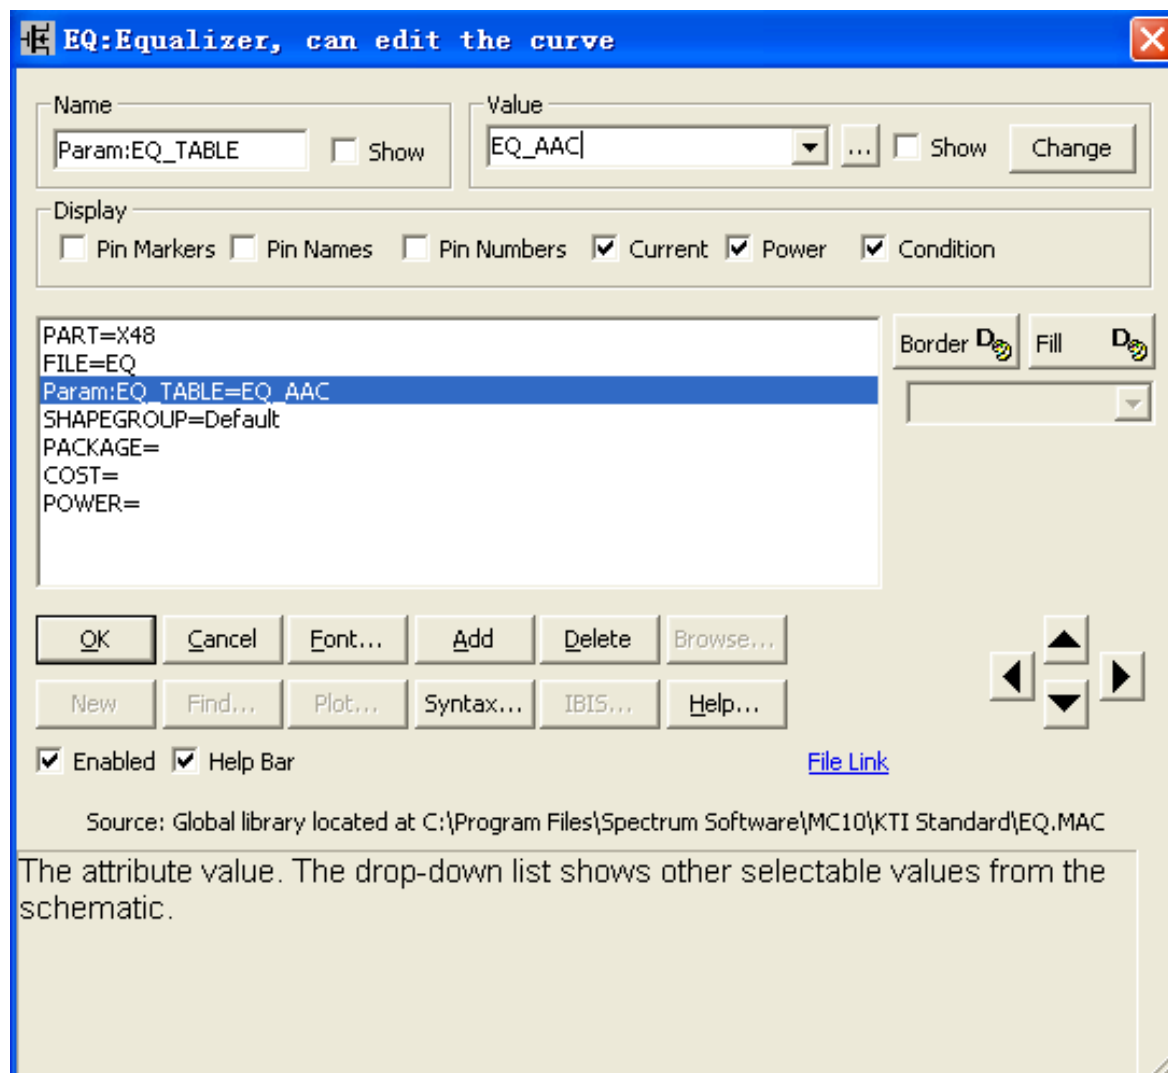 EQ:Equalizer, can edit the curve
Name
Value
Param:EQ_TABLE
Show
EQ_AAC
...
Show
Change
Display
Pin Markers
Pin Names
Pin Numbers
Current
Power
Condition
PART=X48
FILE=EQ
Param:EQ_TABLE=EQ_AAC
SHAPEGROUP=Default
PACKAGE=
COST=
POWER=
Border D
Fill D
OK
Cancel
Font...
Add
Delete
Browse...
New
Find...
Plot...
Syntax...
IBIS...
Help...
Enabled
Help Bar
File Link
Source: Global library located at C:\Program Files\Spectrum Software\MC10\KTI Standard\EQ.MAC
The attribute value. The drop-down list shows other selectable values from the
schematic.